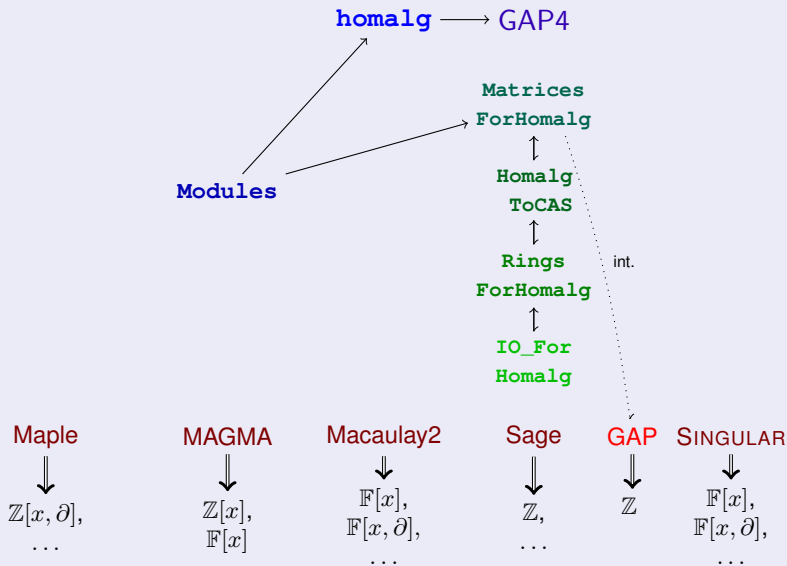 homalg GAP4
Matrices
ForHomalg
Modules
Homalg
ToCAS
Rings
ForHomalg
int.
IO_For
Homalg
Maple MAGMA Macaulay2 Sage GAP SINGULAR
ℤ[x, ∂], ℤ[x], 𝔽[x], ℤ, ℤ 𝔽[x],
... 𝔽[x] 𝔽[x, ∂], ... 𝔽[x, ∂],
... ...